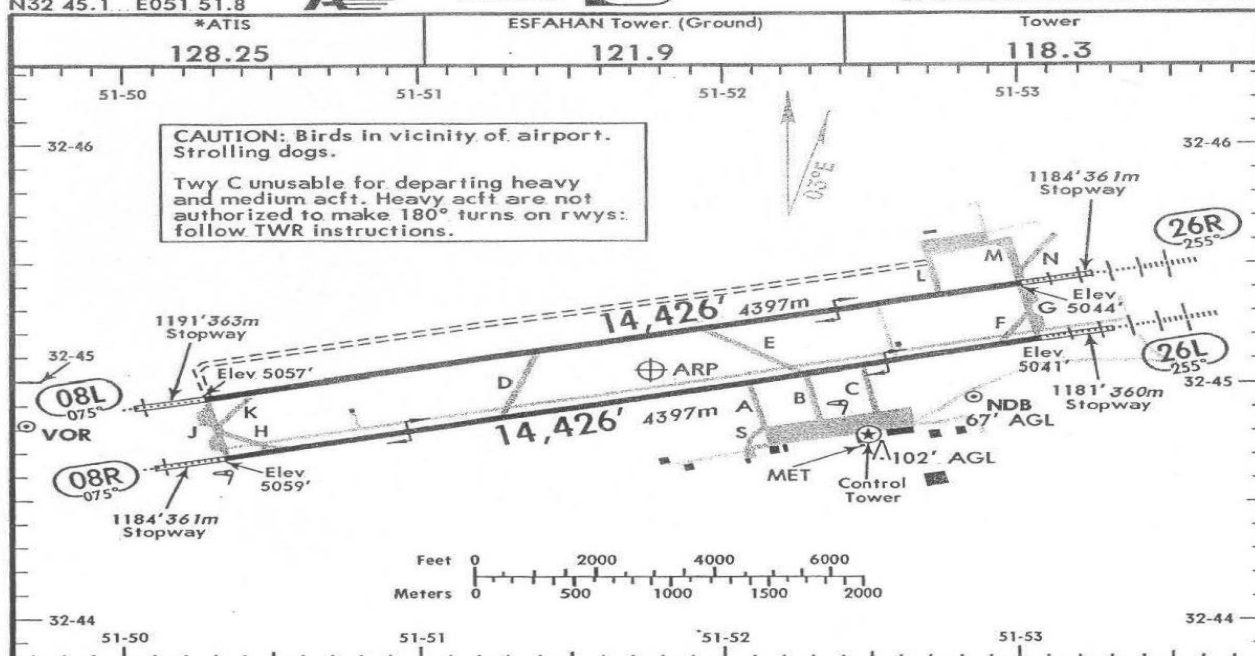 N32 45.1 E051 51.8
*ATIS
128.25
ESFAHAN Tower (Ground)
121.9
Tower
118.3
51-50
51-51
51-52
51-53
32-46
32-46
CAUTION: Birds in vicinity of airport.
Strolling dogs.
Twy C unusable for departing heavy
and medium acft. Heavy acft are not
authorized to make 180° turns on rwys:
follow TWR instructions.
03°E
1184' 361m
Stopway
26R
255°
N
M
L
Elev
5044'
G
F
14,426' 4397m
1191' 363m
Stopway
Elev 5057'
E
D
ARP
32-45
32-45
Elev
5041'
26L
255°
1181' 360m
Stopway
08L
075°
K
J
H
VOR
A
B
C
S
NDB
67' AGL
14,426' 4397m
08R
075°
Elev
5059'
102' AGL
MET
Control
Tower
1184' 361m
Stopway
Feet 0 2000 4000 6000
Meters 0 500 1000 1500 2000
32-44
32-44
51-50
51-51
51-52
51-53